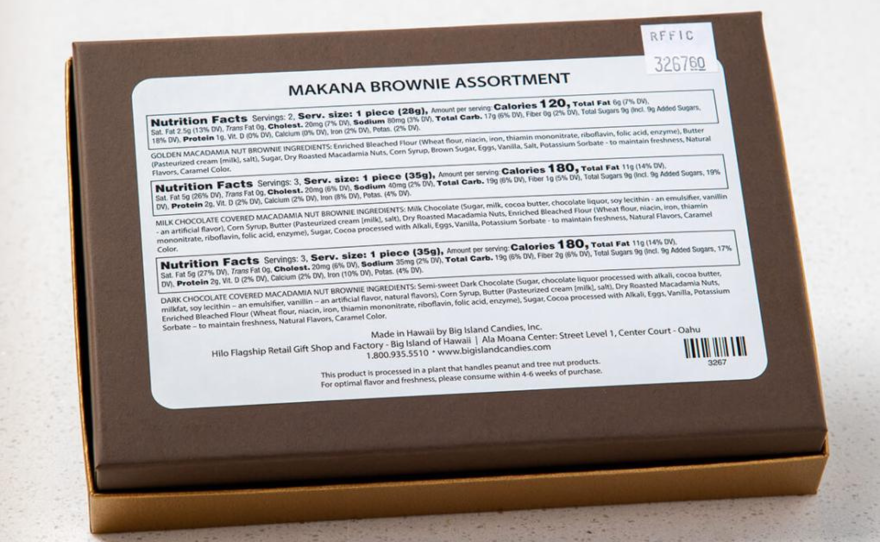 RFFIC
326760
MAKANA BROWNIE ASSORTMENT
Nutrition Facts Servings: 2, Serv. size: 1 piece (28g), Amount per serving: Calories 120, Total Fat 6g (7% DV),
Sat. Fat 2.5g (13% DV), Trans Fat 0g, Cholest. 20mg (7% DV), Sodium 80mg (3% DV), Total Carb. 17g (6% DV), Fiber 0g (2% DV), Total Sugars 9g (Incl. 9g Added Sugars,
18% DV), Protein 1g, Vit. D (0% DV), Calcium (0% DV), Iron (2% DV), Potas. (2% DV).
GOLDEN MACADAMIA NUT BROWNIE INGREDIENTS: Enriched Bleached Flour (Wheat flour, niacin, iron, thiamin mononitrate, riboflavin, folic acid, enzyme), Butter
(Pasteurized cream [milk], salt), Sugar, Dry Roasted Macadamia Nuts, Corn Syrup, Brown Sugar, Eggs, Vanilla, Salt, Potassium Sorbate - to maintain freshness, Natural
Flavors, Caramel Color.
Nutrition Facts Servings: 3, Serv. size: 1 piece (35g), Amount per serving: Calories 180, Total Fat 11g (14% DV),
Sat. Fat 5g (26% DV), Trans Fat 0g, Cholest. 20mg (6% DV), Sodium 40mg (2% DV), Total Carb. 19g (6% DV), Fiber 1g (5% DV), Total Sugars 9g (Incl. 9g Added Sugars, 19%
DV), Protein 2g, Vit. D (2% DV), Calcium (2% DV), Iron (8% DV), Potas. (4% DV).
MILK CHOCOLATE COVERED MACADAMIA NUT BROWNIE INGREDIENTS: Milk Chocolate (Sugar, milk, cocoa butter, chocolate liquor, soy lecithin - an emulsifier, vanillin
- an artificial flavor), Corn Syrup, Butter (Pasteurized cream [milk], salt), Dry Roasted Macadamia Nuts, Enriched Bleached Flour (Wheat flour, niacin, iron, thiamin
mononitrate, riboflavin, folic acid, enzyme), Sugar, Cocoa processed with Alkali, Eggs, Vanilla, Potassium Sorbate - to maintain freshness, Natural Flavors, Caramel
Color.
Nutrition Facts Servings: 3, Serv. size: 1 piece (35g), Amount per serving: Calories 180, Total Fat 11g (14% DV),
Sat. Fat 5g (27% DV), Trans Fat 0g, Cholest. 20mg (6% DV), Sodium 35mg (2% DV), Total Carb. 19g (6% DV), Fiber 2g (6% DV), Total Sugars 9g (Incl. 9g Added Sugars, 17%
DV), Protein 2g, Vit. D (2% DV), Calcium (2% DV), Iron (10% DV), Potas. (4% DV).
DARK CHOCOLATE COVERED MACADAMIA NUT BROWNIE INGREDIENTS: Semi-sweet Dark Chocolate (Sugar, chocolate liquor processed with alkali, cocoa butter,
milkfat, soy lecithin – an emulsifier, vanillin – an artificial flavor, natural flavors), Corn Syrup, Butter (Pasteurized cream [milk], salt), Dry Roasted Macadamia Nuts,
Enriched Bleached Flour (Wheat flour, niacin, iron, thiamin mononitrate, riboflavin, folic acid, enzyme), Sugar, Cocoa processed with Alkali, Eggs, Vanilla, Potassium
Sorbate – to maintain freshness, Natural Flavors, Caramel Color.
Made in Hawaii by Big Island Candies, Inc.
Hilo Flagship Retail Gift Shop and Factory - Big Island of Hawaii | Ala Moana Center: Street Level 1, Center Court - Oahu
1.800.935.5510 • www.bigislandcandies.com
3267
This product is processed in a plant that handles peanut and tree nut products.
For optimal flavor and freshness, please consume within 4-6 weeks of purchase.